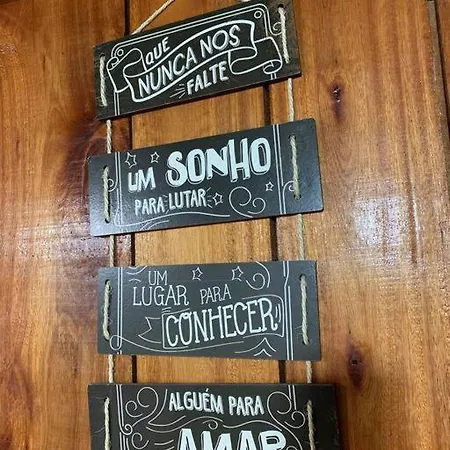 QUE
NUNCA NOS
FALTE
UM SONHO
PARA LUTAR
UM
LUGAR PARA
CONHECER
ALGUÉM PARA
AMAR